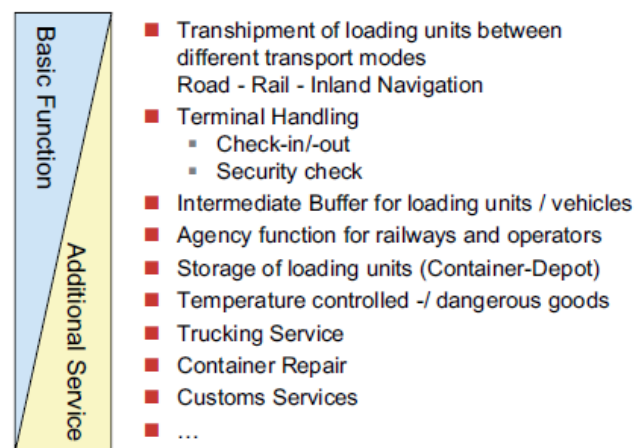 Basic Function
Additional Service
Transhipment of loading units between
different transport modes
Road - Rail - Inland Navigation
Terminal Handling
Check-in/-out
Security check
Intermediate Buffer for loading units / vehicles
Agency function for railways and operators
Storage of loading units (Container-Depot)
Temperature controlled -/ dangerous goods
Trucking Service
Container Repair
Customs Services
...